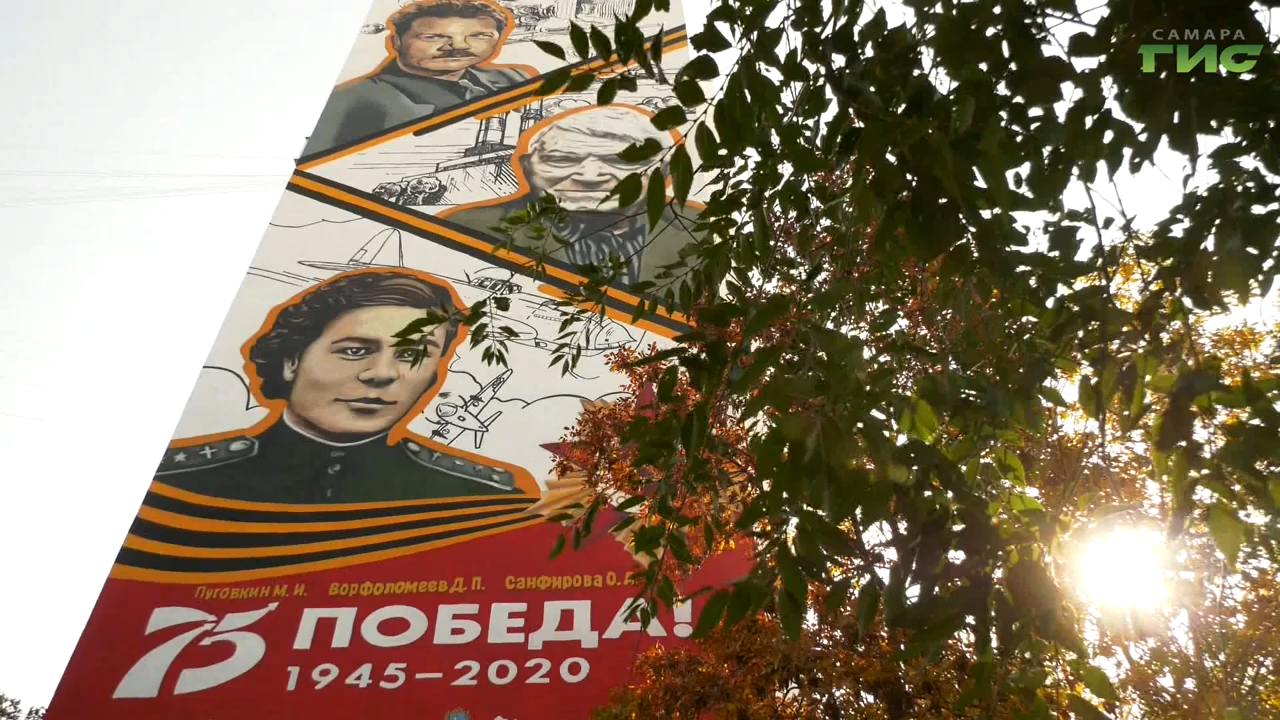 САМАРА
ГИС
Пуговкин М. И. Ворфоломеев Д. П. Санфирова О. А.
75 ПОБЕДА!
1945–2020